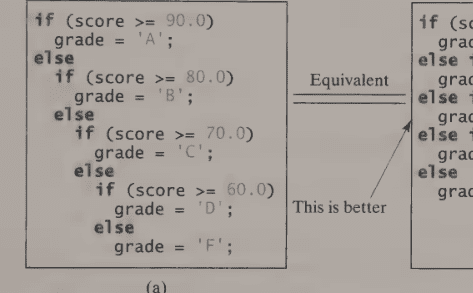 if (score >= 90.0)
grade = 'A';
else
if (score >= 80.0)
grade = 'B';
else
if (score >= 70.0)
grade = 'C';
else
if (score >= 60.0)
grade = 'D';
else
grade = 'F';
(a)
Equivalent
This is better
if (sc
grad
else i
grad
else i
grad
else i
grad
else
grad